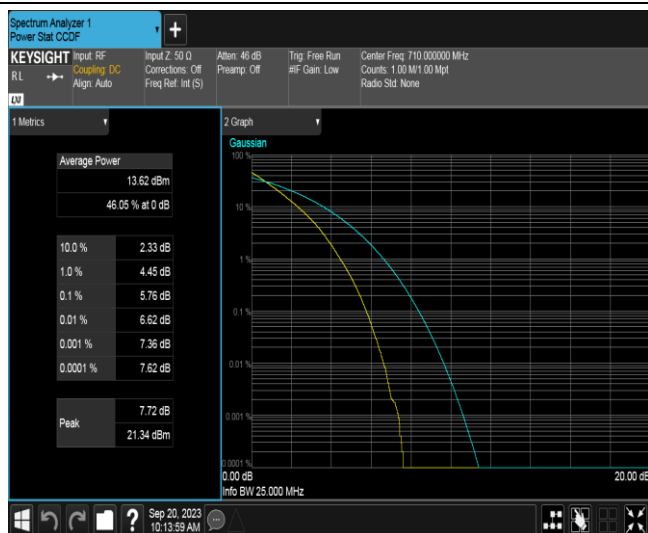 Spectrum Analyzer 1
Power Stat CCDF
KEYSIGHT
RL
Input: RF
Coupling: DC
Align: Auto
Input Z: 50 Ω
Corrections: Off
Freq Ref: Int (S)
Atten: 46 dB
Preamp: Off
Trig: Free Run
#IF Gain: Low
Center Freq: 710.000000 MHz
Counts: 1.00 M/1.00 Mpt
Radio Std: None
LXI
1 Metrics
Average Power
13.62 dBm
46.05 % at 0 dB
10.0 % 2.33 dB
1.0 % 4.45 dB
0.1 % 5.76 dB
0.01 % 6.62 dB
0.001 % 7.36 dB
0.0001 % 7.62 dB
Peak 7.72 dB
21.34 dBm
2 Graph
Gaussian
100 %
10 %
1 %
0.1 %
0.01 %
0.001 %
0.0001 %
0.00 dB 20.00 dB
Info BW 25.000 MHz
?
Sep 20, 2023
10:13:59 AM